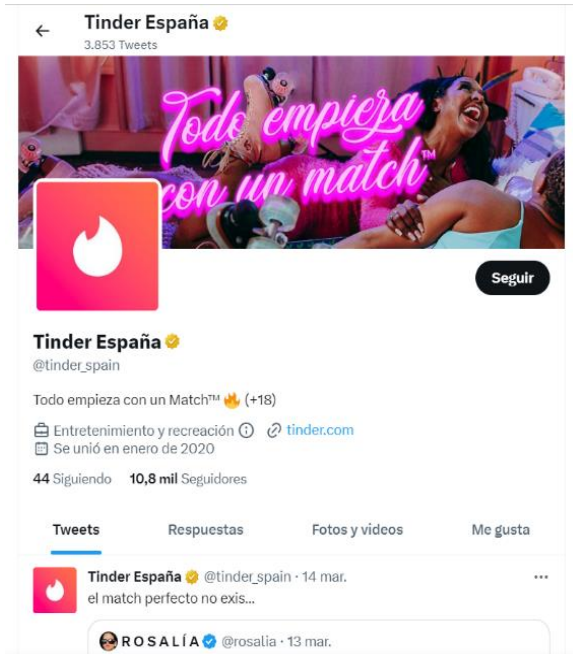 Tinder España
3.853 Tweets
Todo empieza
con un match™
Seguir
Tinder España
@tinder_spain
Todo empieza con un Match™ 🔥 (+18)
Entretenimiento y recreación tinder.com
Se unió en enero de 2020
44 Siguiendo 10,8 mil Seguidores
Tweets Respuestas Fotos y videos Me gusta
Tinder España @tinder_spain · 14 mar.
el match perfecto no exis...
R O S A L Í A @rosalia · 13 mar.